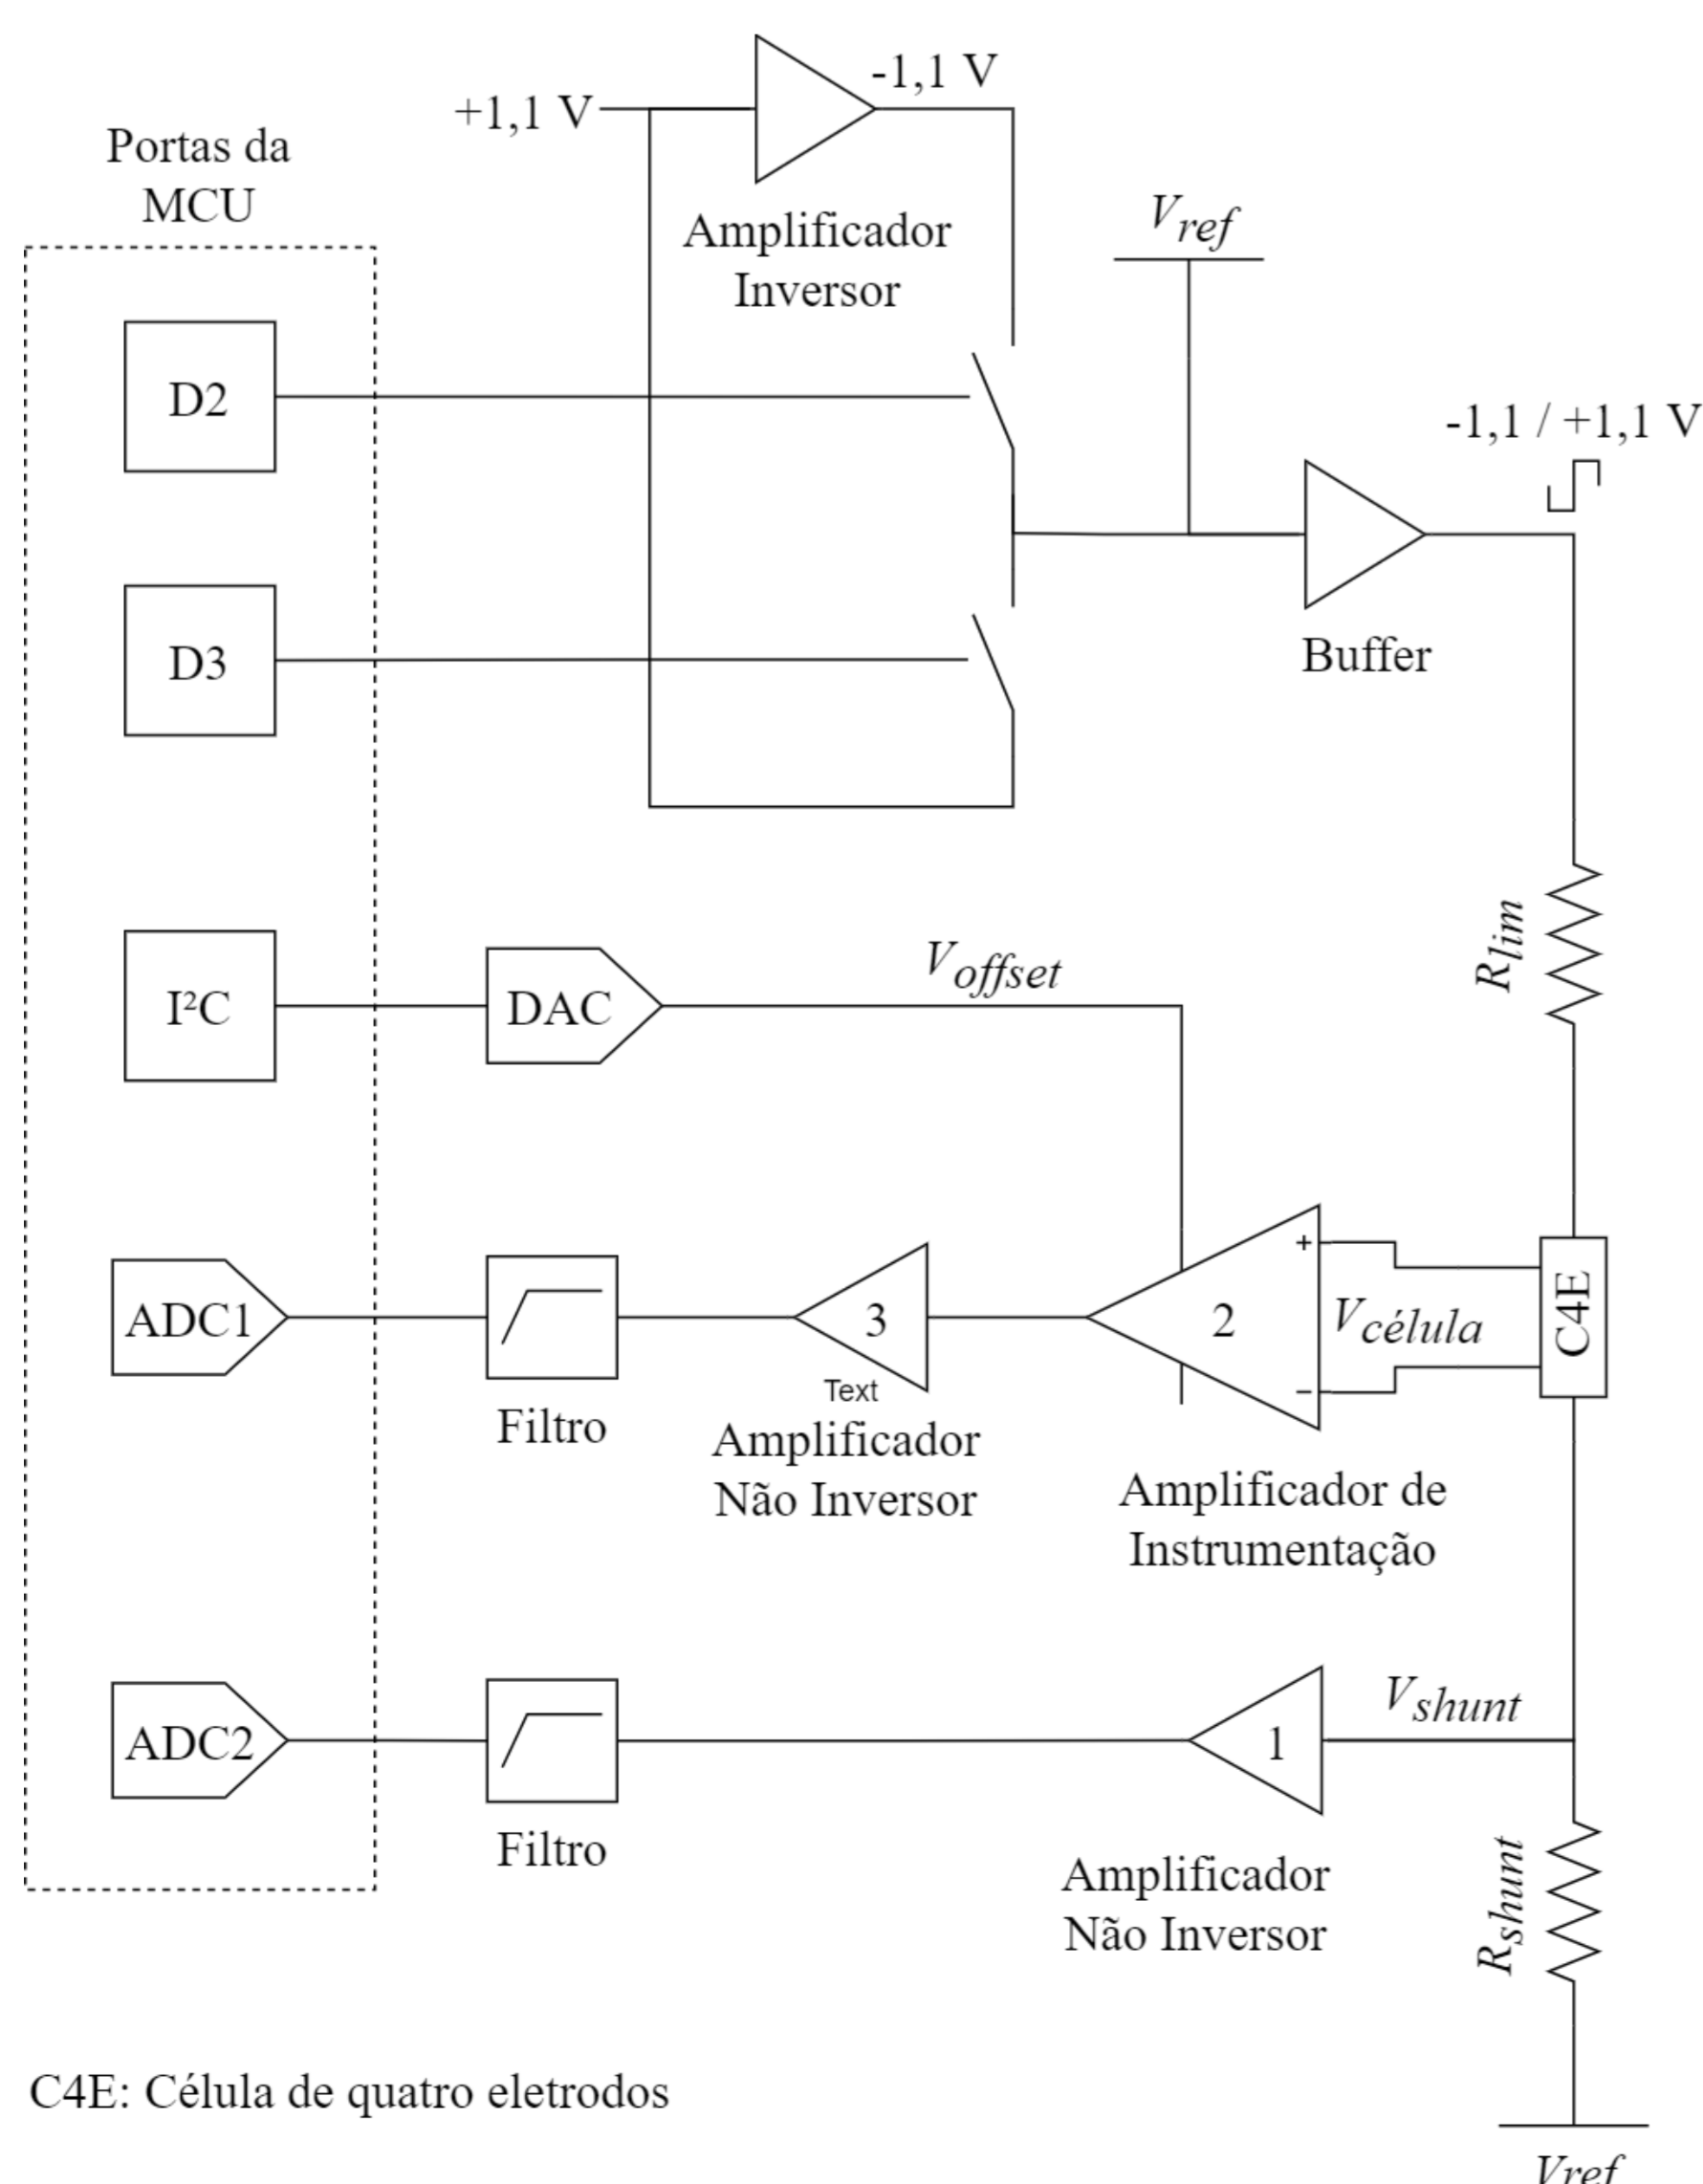 +1,1 V
-1,1 V
Portas da
MCU
Amplificador
Inversor
Vref
D2
-1,1 / +1,1 V
D3
Buffer
Rlim
Voffset
I²C
DAC
+
ADC1
3
2
Vcélula
C4E
−
Text
Filtro
Amplificador
Não Inversor
Amplificador de
Instrumentação
Vshunt
ADC2
1
Filtro
Amplificador
Não Inversor
Rshunt
C4E: Célula de quatro eletrodos
Vref